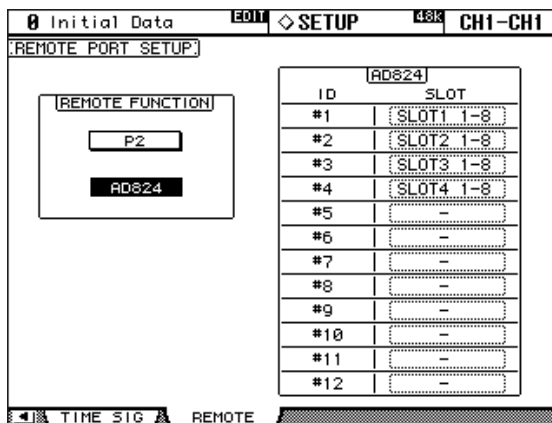 0 Initial Data EDIT ◇SETUP 48K CH1-CH1
REMOTE PORT SETUP
REMOTE FUNCTION
P2
AD824
AD824
ID SLOT
#1 SLOT1 1-8
#2 SLOT2 1-8
#3 SLOT3 1-8
#4 SLOT4 1-8
#5 -
#6 -
#7 -
#8 -
#9 -
#10 -
#11 -
#12 -
TIME SIG REMOTE